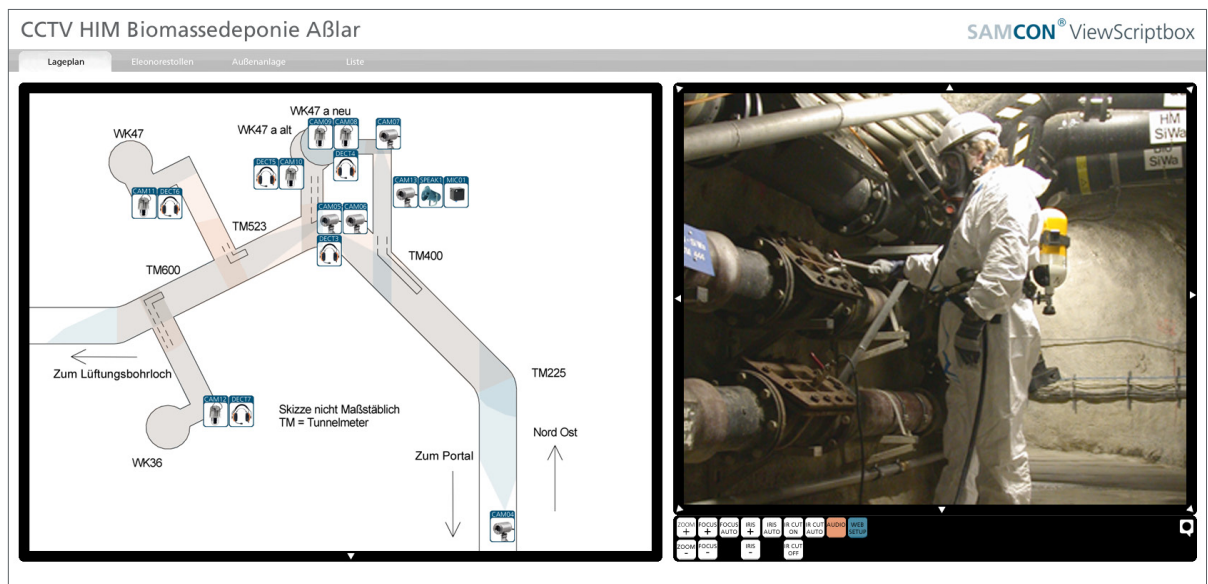 CCTV HIM Biomassedeponie Aßlar
SAMCON® ViewScriptbox
Lageplan
Eleonorestollen
Außenanlage
Liste
WK47 a neu
WK47
WK47 a alt
CAM09
CAM08
CAM07
DECT5
CAM10
DECT4
CAM11
DECT6
CAM13
SPEAK1
MIC01
CAM05
CAM06
DECT3
TM523
TM400
TM600
Zum Lüftungsbohrloch
TM225
CAM12
DECT7
Skizze nicht Maßstäblich
TM = Tunnelmeter
WK36
Nord Ost
Zum Portal
CAM04
HM
SiWa
SiWa
ZOOM
+
FOCUS
+
FOCUS
AUTO
IRIS
+
IRIS
AUTO
IR CUT
ON
IR CUT
AUTO
AUDIO
WEB
SETUP
ZOOM
-
FOCUS
-
IRIS
-
IR CUT
OFF